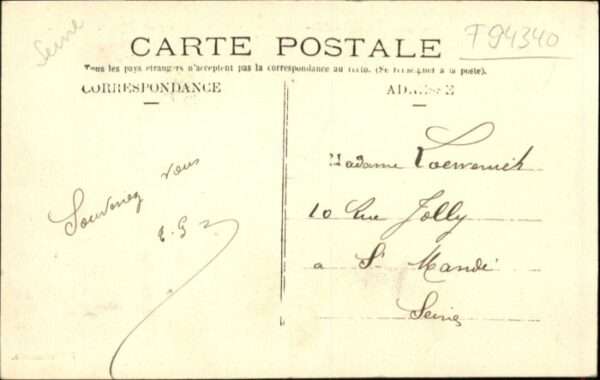 Seine
F94340
CARTE POSTALE
Tous les pays étrangers n'acceptent pas la correspondance au recto. (Se renseigner à la poste).
CORRESPONDANCE
ADRESSE
Madame
Souvenez vous
10 Rue Jolly
a St Mandé
Seine